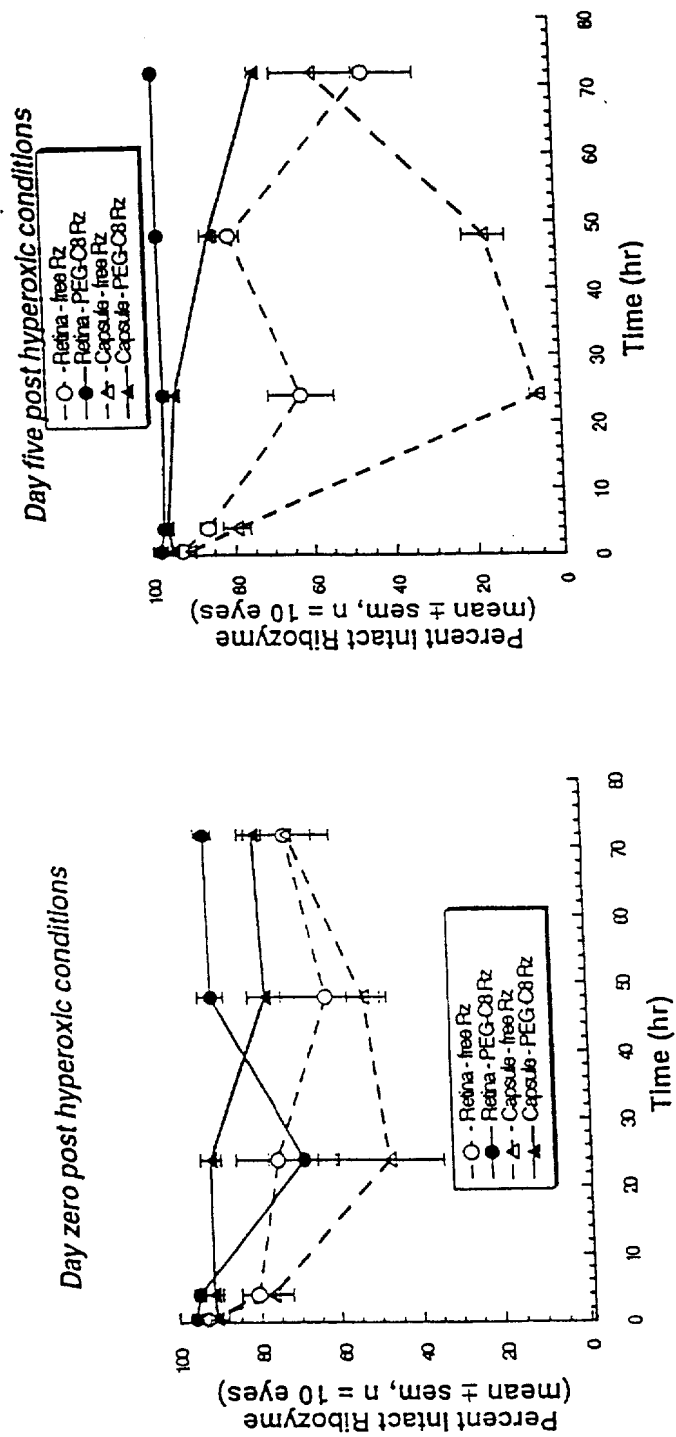 Day zero post hyperoxic conditions
Percent Intact Ribozyme
(mean ± sem, n = 10 eyes)
100
80
60
40
20
0
0
10
20
30
40
50
60
70
80
Time (hr)
Retina - free Rz
Retina - PEG-C8 Rz
Capsule - free Rz
Capsule - PEG-C8 Rz
Day five post hyperoxic conditions
Percent Intact Ribozyme
(mean ± sem, n = 10 eyes)
100
80
60
40
20
0
0
10
20
30
40
50
60
70
80
Time (hr)
Retina - free Rz
Retina - PEG-C8 Rz
Capsule - free Rz
Capsule - PEG-C8 Rz